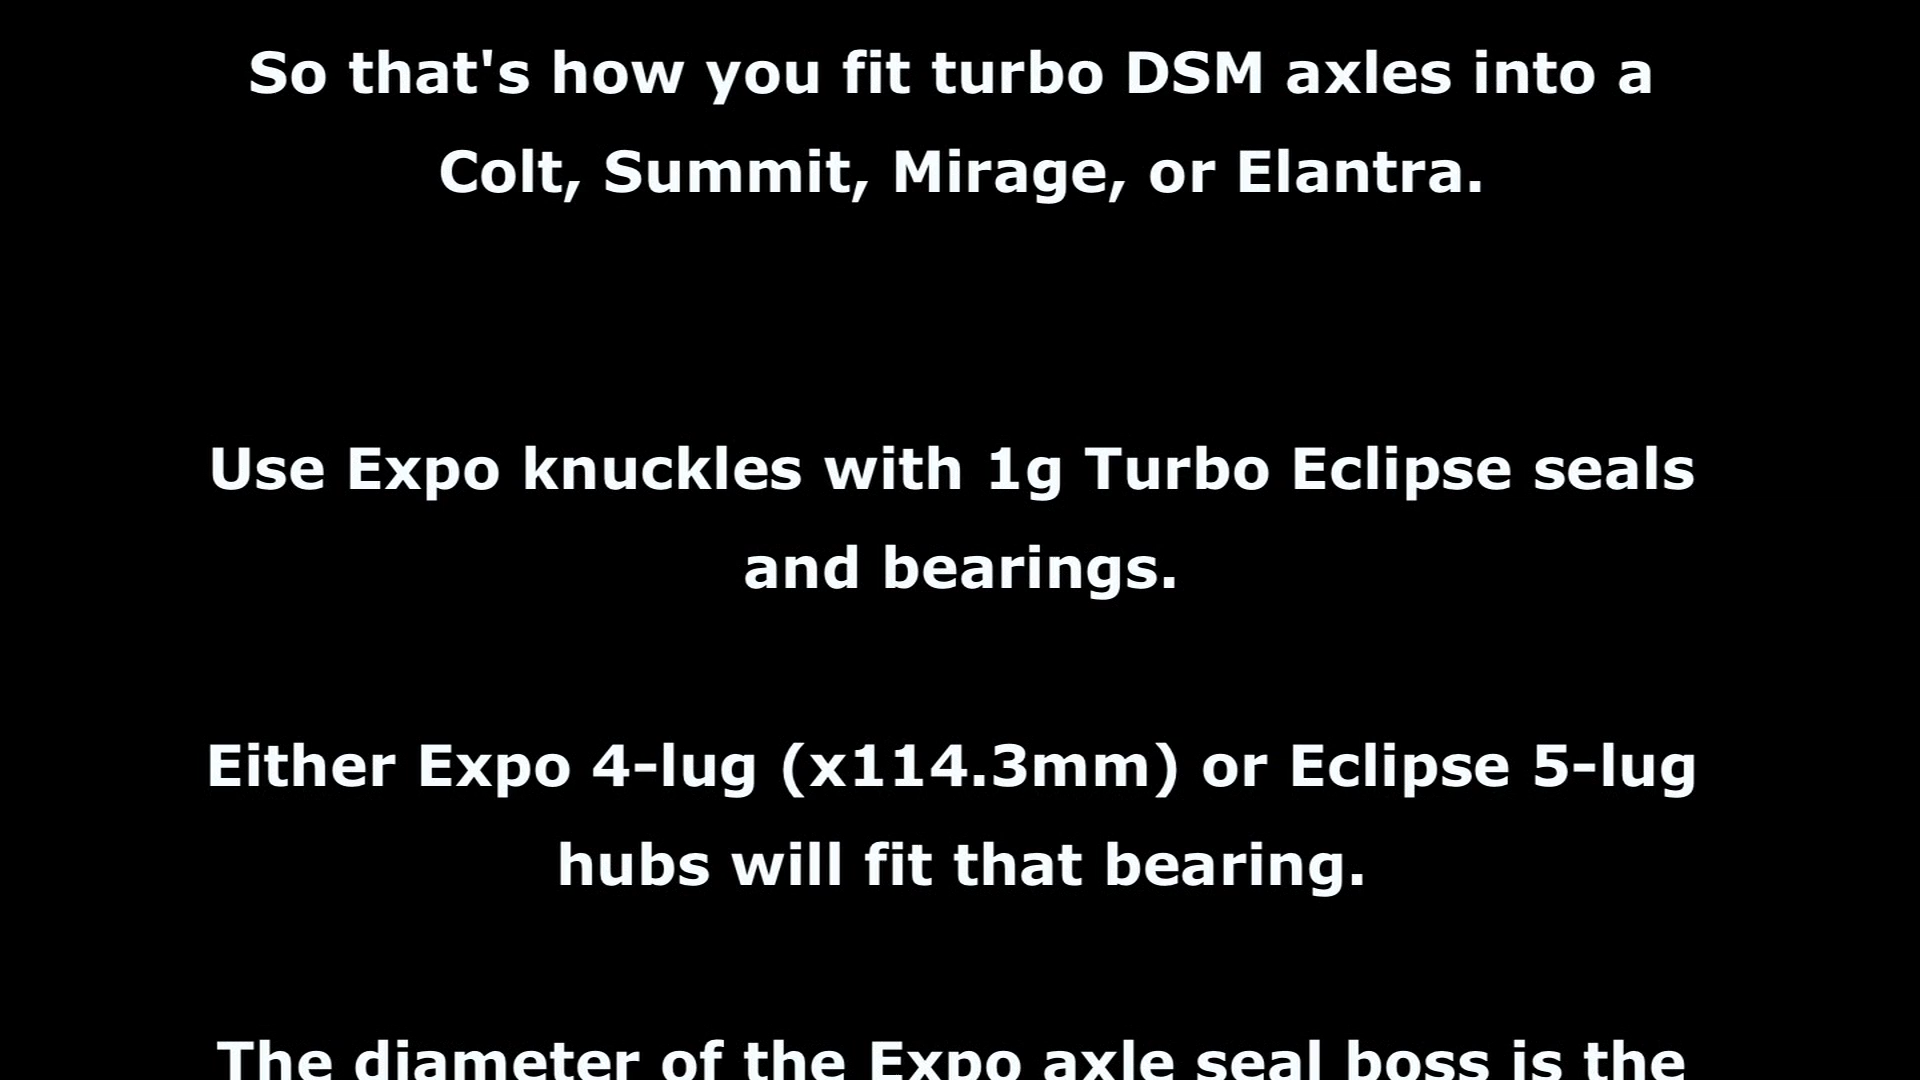 So that's how you fit turbo DSM axles into a
Colt, Summit, Mirage, or Elantra.
Use Expo knuckles with 1g Turbo Eclipse seals
and bearings.
Either Expo 4-lug (x114.3mm) or Eclipse 5-lug
hubs will fit that bearing.
The diameter of the Expo axle seal boss is the